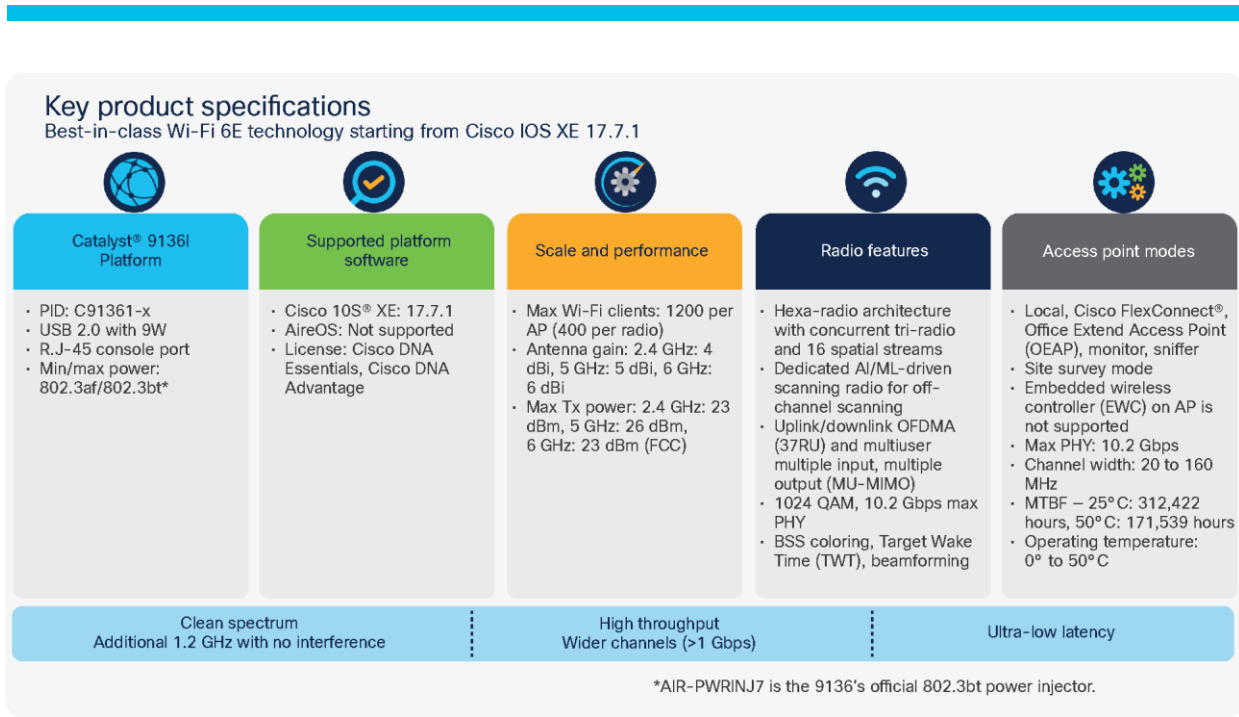 Key product specifications
Best-in-class Wi-Fi 6E technology starting from Cisco IOS XE 17.7.1
Catalyst® 9136I
Platform
· PID: C91361-x
· USB 2.0 with 9W
· R.J-45 console port
· Min/max power:
802.3af/802.3bt*
Supported platform
software
· Cisco 10S® XE: 17.7.1
· AireOS: Not supported
· License: Cisco DNA
Essentials, Cisco DNA
Advantage
Scale and performance
· Max Wi-Fi clients: 1200 per
AP (400 per radio)
· Antenna gain: 2.4 GHz: 4
dBi, 5 GHz: 5 dBi, 6 GHz:
6 dBi
· Max Tx power: 2.4 GHz: 23
dBm, 5 GHz: 26 dBm,
6 GHz: 23 dBm (FCC)
Radio features
· Hexa-radio architecture
with concurrent tri-radio
and 16 spatial streams
· Dedicated AI/ML-driven
scanning radio for off-
channel scanning
· Uplink/downlink OFDMA
(37RU) and multiuser
multiple input, multiple
output (MU-MIMO)
· 1024 QAM, 10.2 Gbps max
PHY
· BSS coloring, Target Wake
Time (TWT), beamforming
Access point modes
· Local, Cisco FlexConnect®,
Office Extend Access Point
(OEAP), monitor, sniffer
· Site survey mode
· Embedded wireless
controller (EWC) on AP is
not supported
· Max PHY: 10.2 Gbps
· Channel width: 20 to 160
MHz
· MTBF – 25°C: 312,422
hours, 50°C: 171,539 hours
· Operating temperature:
0° to 50°C
Clean spectrum
Additional 1.2 GHz with no interference
High throughput
Wider channels (>1 Gbps)
Ultra-low latency
*AIR-PWRINJ7 is the 9136's official 802.3bt power injector.